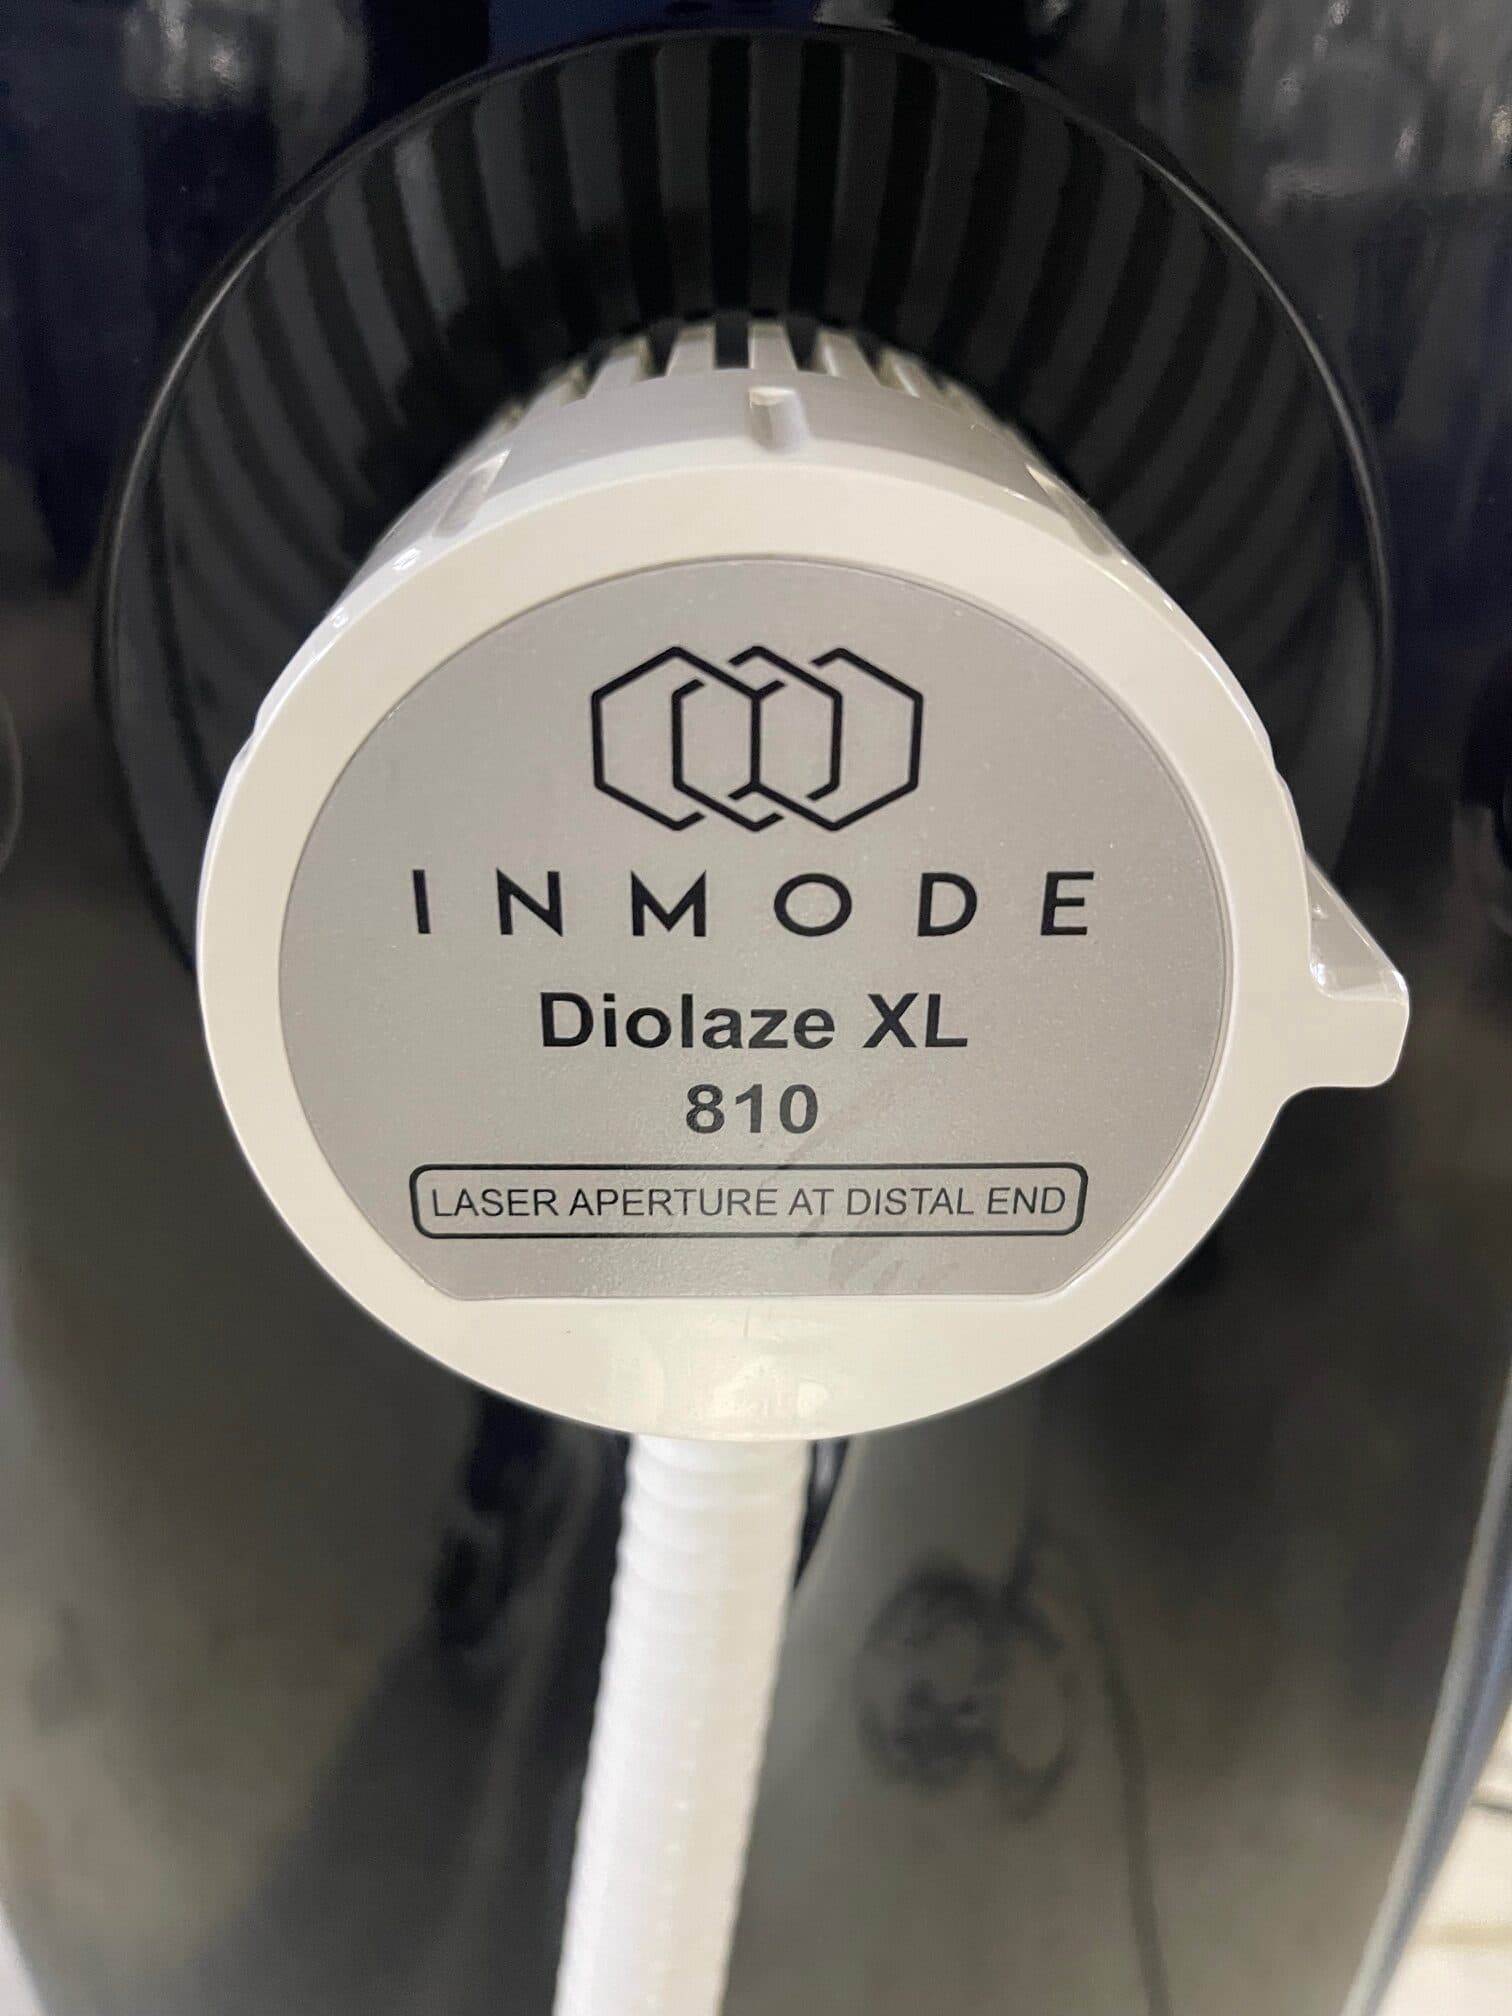 INMODE
Diolaze XL
810
LASER APERTURE AT DISTAL END